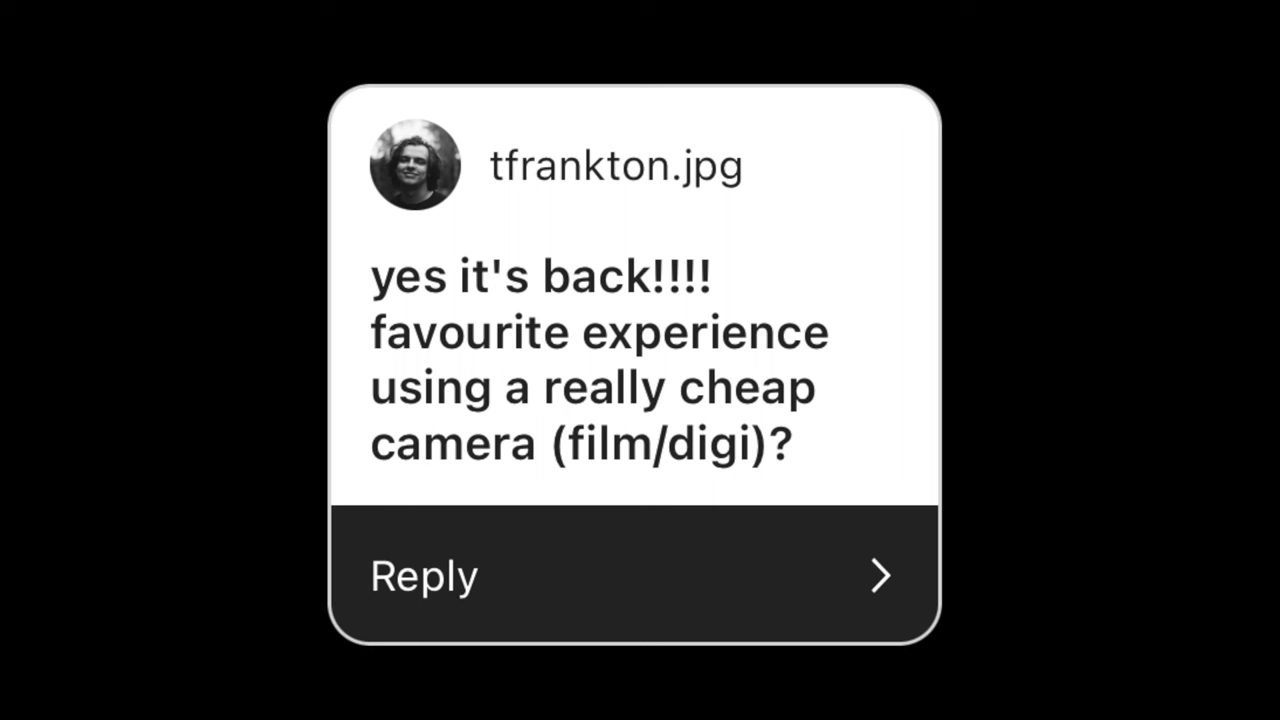 tfrankton.jpg
yes it's back!!!!
favourite experience
using a really cheap
camera (film/digi)?
Reply